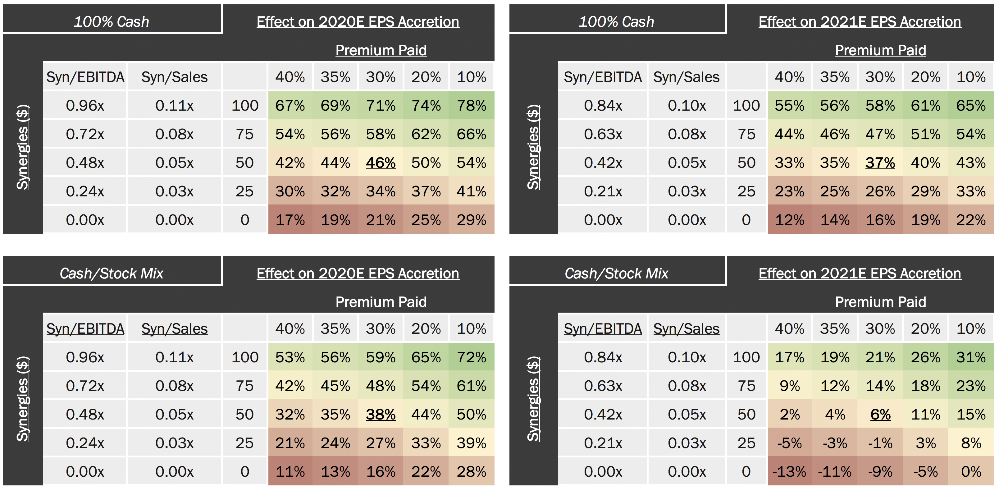 100% Cash Effect on 2020E EPS Accretion
Premium Paid
Synergies ($)
Syn/EBITDA Syn/Sales 40% 35% 30% 20% 10%
0.96x 0.11x 100 67% 69% 71% 74% 78%
0.72x 0.08x 75 54% 56% 58% 62% 66%
0.48x 0.05x 50 42% 44% 46% 50% 54%
0.24x 0.03x 25 30% 32% 34% 37% 41%
0.00x 0.00x 0 17% 19% 21% 25% 29%
100% Cash Effect on 2021E EPS Accretion
Premium Paid
Synergies ($)
Syn/EBITDA Syn/Sales 40% 35% 30% 20% 10%
0.84x 0.10x 100 55% 56% 58% 61% 65%
0.63x 0.08x 75 44% 46% 47% 51% 54%
0.42x 0.05x 50 33% 35% 37% 40% 43%
0.21x 0.03x 25 23% 25% 26% 29% 33%
0.00x 0.00x 0 12% 14% 16% 19% 22%
Cash/Stock Mix Effect on 2020E EPS Accretion
Premium Paid
Synergies ($)
Syn/EBITDA Syn/Sales 40% 35% 30% 20% 10%
0.96x 0.11x 100 53% 56% 59% 65% 72%
0.72x 0.08x 75 42% 45% 48% 54% 61%
0.48x 0.05x 50 32% 35% 38% 44% 50%
0.24x 0.03x 25 21% 24% 27% 33% 39%
0.00x 0.00x 0 11% 13% 16% 22% 28%
Cash/Stock Mix Effect on 2021E EPS Accretion
Premium Paid
Synergies ($)
Syn/EBITDA Syn/Sales 40% 35% 30% 20% 10%
0.84x 0.10x 100 17% 19% 21% 26% 31%
0.63x 0.08x 75 9% 12% 14% 18% 23%
0.42x 0.05x 50 2% 4% 6% 11% 15%
0.21x 0.03x 25 -5% -3% -1% 3% 8%
0.00x 0.00x 0 -13% -11% -9% -5% 0%